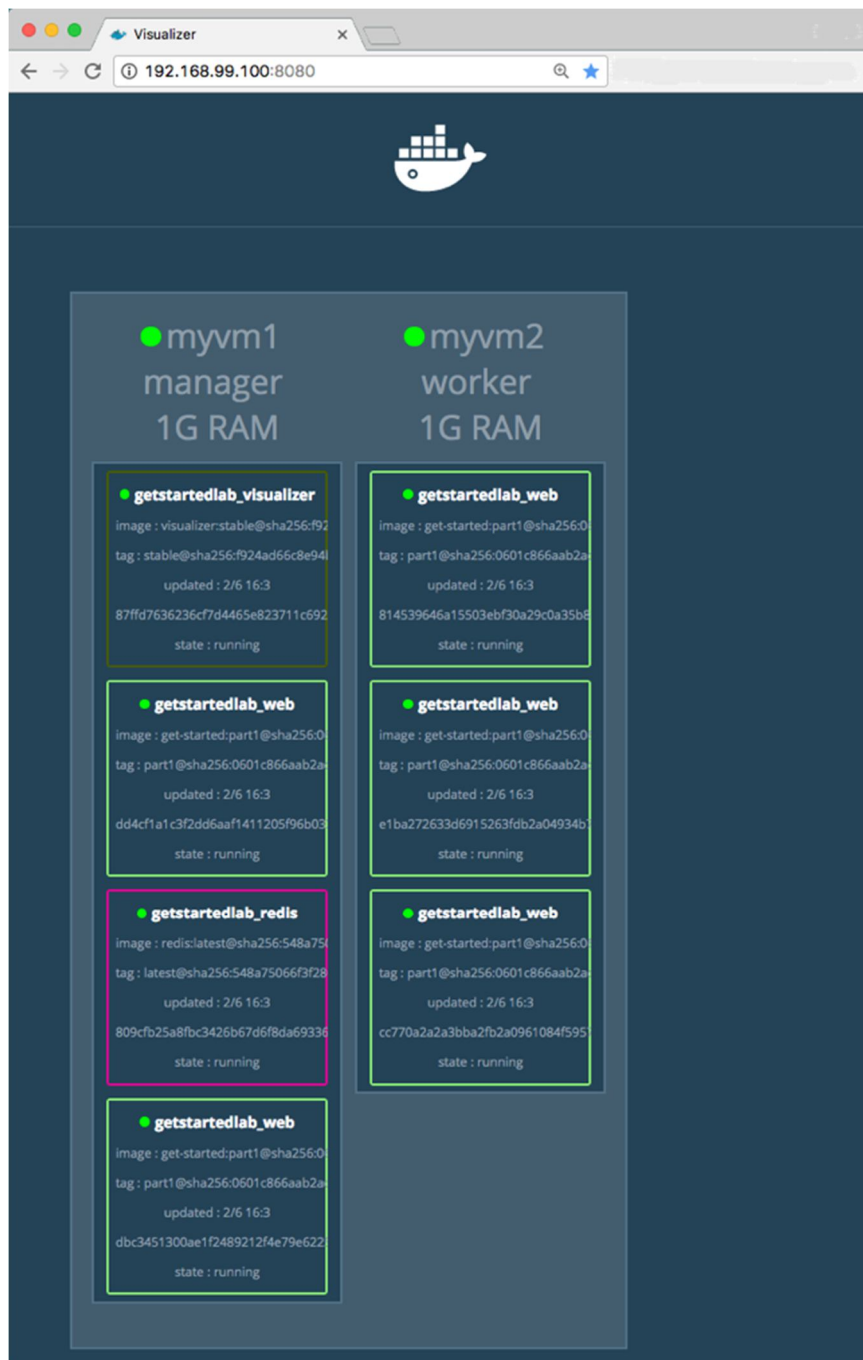 Visualizer
192.168.99.100:8080
myvm1
manager
1G RAM
getstartedlab_visualizer
image : visualizer:stable@sha256:f92
tag : stable@sha256:f924ad66c8e94
updated : 2/6 16:3
87ffd7636236cf7d4465e823711c692
state : running
getstartedlab_web
image : get-started:part1@sha256:0
tag : part1@sha256:0601c866aab2a
updated : 2/6 16:3
dd4cf1a1c3f2dd6aaf1411205f96b03
state : running
getstartedlab_redis
image : redis:latest@sha256:548a75
tag : latest@sha256:548a75066f3f28
updated : 2/6 16:3
809cfb25a8fbc3426b67d6f8da69336
state : running
getstartedlab_web
image : get-started:part1@sha256:0
tag : part1@sha256:0601c866aab2a
updated : 2/6 16:3
dbc3451300ae1f2489212f4e79e622
state : running
myvm2
worker
1G RAM
getstartedlab_web
image : get-started:part1@sha256:0
tag : part1@sha256:0601c866aab2a
updated : 2/6 16:3
814539646a15503ebf30a29c0a35b8
state : running
getstartedlab_web
image : get-started:part1@sha256:0
tag : part1@sha256:0601c866aab2a
updated : 2/6 16:3
e1ba272633d6915263fdb2a04934b
state : running
getstartedlab_web
image : get-started:part1@sha256:0
tag : part1@sha256:0601c866aab2a
updated : 2/6 16:3
cc770a2a2a3bba2fb2a0961084f595
state : running